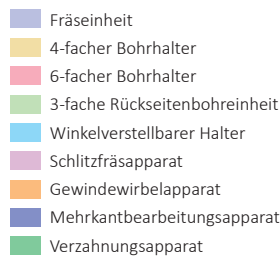 Fräseinheit
4-facher Bohrhalter
6-facher Bohrhalter
3-fache Rückseitenbohreinheit
Winkelverstellbarer Halter
Schlitzfräsapparat
Gewindewirbelapparat
Mehrkantbearbeitungsapparat
Verzahnungsapparat